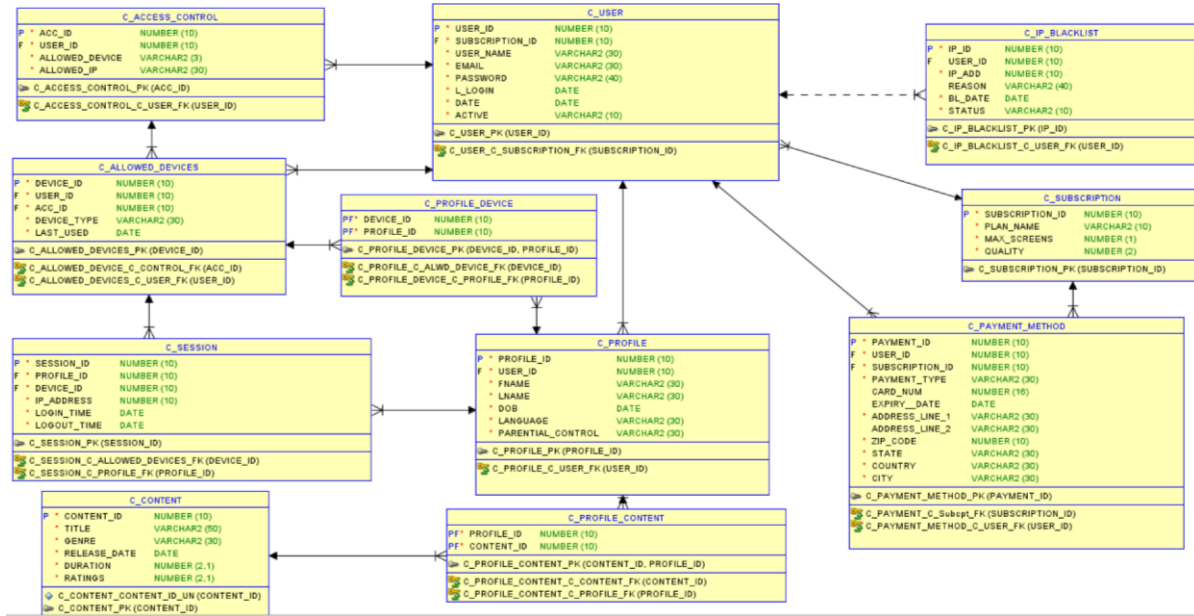 C_ACCESS_CONTROL
P * ACC_ID NUMBER (10)
F * USER_ID NUMBER (10)
* ALLOWED_DEVICE VARCHAR2 (3)
* ALLOWED_IP VARCHAR2 (30)
C_ACCESS_CONTROL_PK (ACC_ID)
C_ACCESS_CONTROL_C_USER_FK (USER_ID)
C_USER
P * USER_ID NUMBER (10)
F * SUBSCRIPTION_ID NUMBER (10)
* USER_NAME VARCHAR2 (30)
* EMAIL VARCHAR2 (30)
* PASSWORD VARCHAR2 (40)
* L_LOGIN DATE
* DATE DATE
* ACTIVE VARCHAR2 (10)
C_USER_PK (USER_ID)
C_USER_C_SUBSCRIPTION_FK (SUBSCRIPTION_ID)
C_IP_BLACKLIST
P * IP_ID NUMBER (10)
F USER_ID NUMBER (10)
* IP_ADD NUMBER (10)
REASON VARCHAR2 (40)
* BL_DATE DATE
* STATUS VARCHAR2 (10)
C_IP_BLACKLIST_PK (IP_ID)
C_IP_BLACKLIST_C_USER_FK (USER_ID)
C_ALLOWED_DEVICES
P * DEVICE_ID NUMBER (10)
F * USER_ID NUMBER (10)
F * ACC_ID NUMBER (10)
* DEVICE_TYPE VARCHAR2 (30)
* LAST_USED DATE
C_ALLOWED_DEVICES_PK (DEVICE_ID)
C_ALLOWED_DEVICE_C_CONTROL_FK (ACC_ID)
C_ALLOWED_DEVICES_C_USER_FK (USER_ID)
C_PROFILE_DEVICE
PF* DEVICE_ID NUMBER (10)
PF* PROFILE_ID NUMBER (10)
C_PROFILE_DEVICE_PK (DEVICE_ID, PROFILE_ID)
C_PROFILE_C_ALWD_DEVICE_FK (DEVICE_ID)
C_PROFILE_DEVICE_C_PROFILE_FK (PROFILE_ID)
C_SUBSCRIPTION
P * SUBSCRIPTION_ID NUMBER (10)
* PLAN_NAME VARCHAR2 (10)
* MAX_SCREENS NUMBER (1)
* QUALITY NUMBER (2)
C_SUBSCRIPTION_PK (SUBSCRIPTION_ID)
C_SESSION
P * SESSION_ID NUMBER (10)
F * PROFILE_ID NUMBER (10)
F * DEVICE_ID NUMBER (10)
* IP_ADDRESS NUMBER (10)
* LOGIN_TIME DATE
* LOGOUT_TIME DATE
C_SESSION_PK (SESSION_ID)
C_SESSION_C_ALLOWED_DEVICES_FK (DEVICE_ID)
C_SESSION_C_PROFILE_FK (PROFILE_ID)
C_PROFILE
P * PROFILE_ID NUMBER (10)
F * USER_ID NUMBER (10)
* FNAME VARCHAR2 (30)
* LNAME VARCHAR2 (30)
* DOB DATE
* LANGUAGE VARCHAR2 (30)
* PARENTIAL_CONTROL VARCHAR2 (30)
C_PROFILE_PK (PROFILE_ID)
C_PROFILE_C_USER_FK (USER_ID)
C_PAYMENT_METHOD
P * PAYMENT_ID NUMBER (10)
F * USER_ID NUMBER (10)
F * SUBSCRIPTION_ID NUMBER (10)
* PAYMENT_TYPE VARCHAR2 (30)
CARD_NUM NUMBER (16)
EXPIRY__DATE DATE
* ADDRESS_LINE_1 VARCHAR2 (30)
ADDRESS_LINE_2 VARCHAR2 (30)
* ZIP_CODE NUMBER (10)
* STATE VARCHAR2 (30)
* COUNTRY VARCHAR2 (30)
* CITY VARCHAR2 (30)
C_PAYMENT_METHOD_PK (PAYMENT_ID)
C_PAYMENT_C_Subcpt_FK (SUBSCRIPTION_ID)
C_PAYMENT_METHOD_C_USER_FK (USER_ID)
C_CONTENT
P * CONTENT_ID NUMBER (10)
* TITLE VARCHAR2 (50)
* GENRE VARCHAR2 (30)
* RELEASE_DATE DATE
* DURATION NUMBER (2,1)
* RATINGS NUMBER (2,1)
C_CONTENT_CONTENT_ID_UN (CONTENT_ID)
C_CONTENT_PK (CONTENT_ID)
C_PROFILE_CONTENT
PF* PROFILE_ID NUMBER (10)
PF* CONTENT_ID NUMBER (10)
C_PROFILE_CONTENT_PK (CONTENT_ID, PROFILE_ID)
C_PROFILE_CONTENT_C_CONTENT_FK (CONTENT_ID)
C_PROFILE_CONTENT_C_PROFILE_FK (PROFILE_ID)